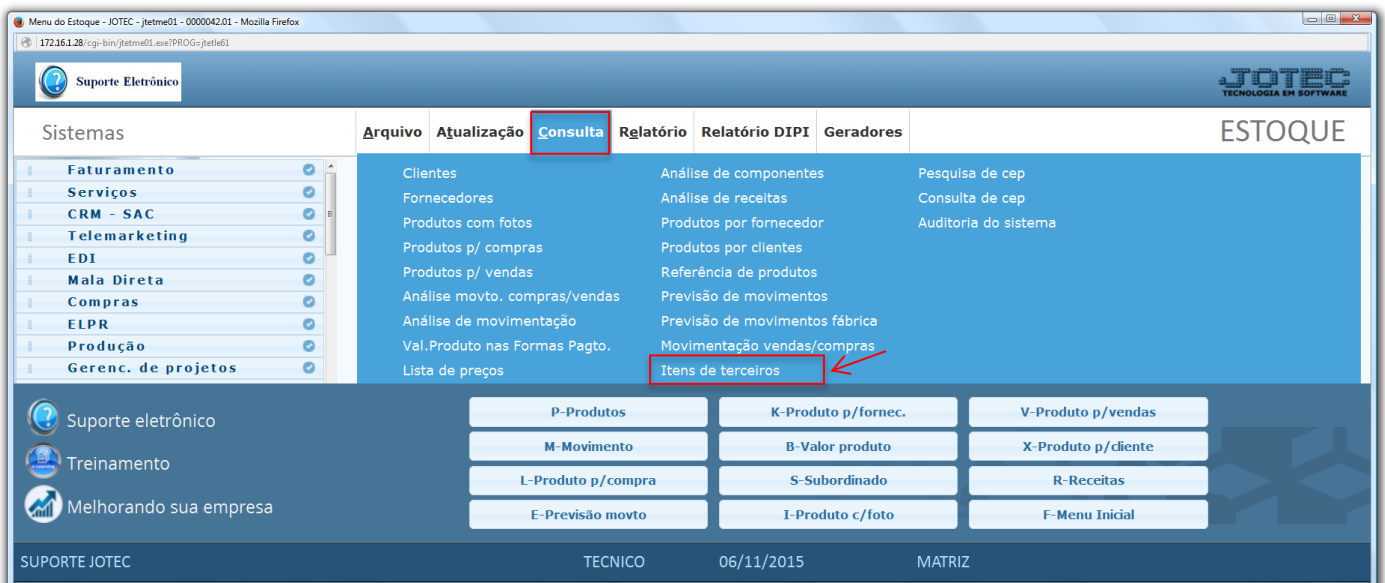 Menu do Estoque - JOTEC - jtetme01 - 0000042.01 - Mozilla Firefox
172.16.1.28/cgi-bin/jtetme01.exe?PROG=jtetle61
Suporte Eletrônico
JOTEC
TECNOLOGIA EM SOFTWARE
Sistemas
Arquivo Atualização Consulta Relatório Relatório DIPI Geradores
ESTOQUE
Faturamento
Serviços
CRM - SAC
Telemarketing
EDI
Mala Direta
Compras
ELPR
Produção
Gerenc. de projetos
Clientes
Fornecedores
Produtos com fotos
Produtos p/ compras
Produtos p/ vendas
Análise movto. compras/vendas
Análise de movimentação
Val.Produto nas Formas Pagto.
Lista de preços
Análise de componentes
Análise de receitas
Produtos por fornecedor
Produtos por clientes
Referência de produtos
Previsão de movimentos
Previsão de movimentos fábrica
Movimentação vendas/compras
Itens de terceiros
Pesquisa de cep
Consulta de cep
Auditoria do sistema
Suporte eletrônico
Treinamento
Melhorando sua empresa
P-Produtos K-Produto p/fornec. V-Produto p/vendas
M-Movimento B-Valor produto X-Produto p/cliente
L-Produto p/compra S-Subordinado R-Receitas
E-Previsão movto I-Produto c/foto F-Menu Inicial
SUPORTE JOTEC TECNICO 06/11/2015 MATRIZ